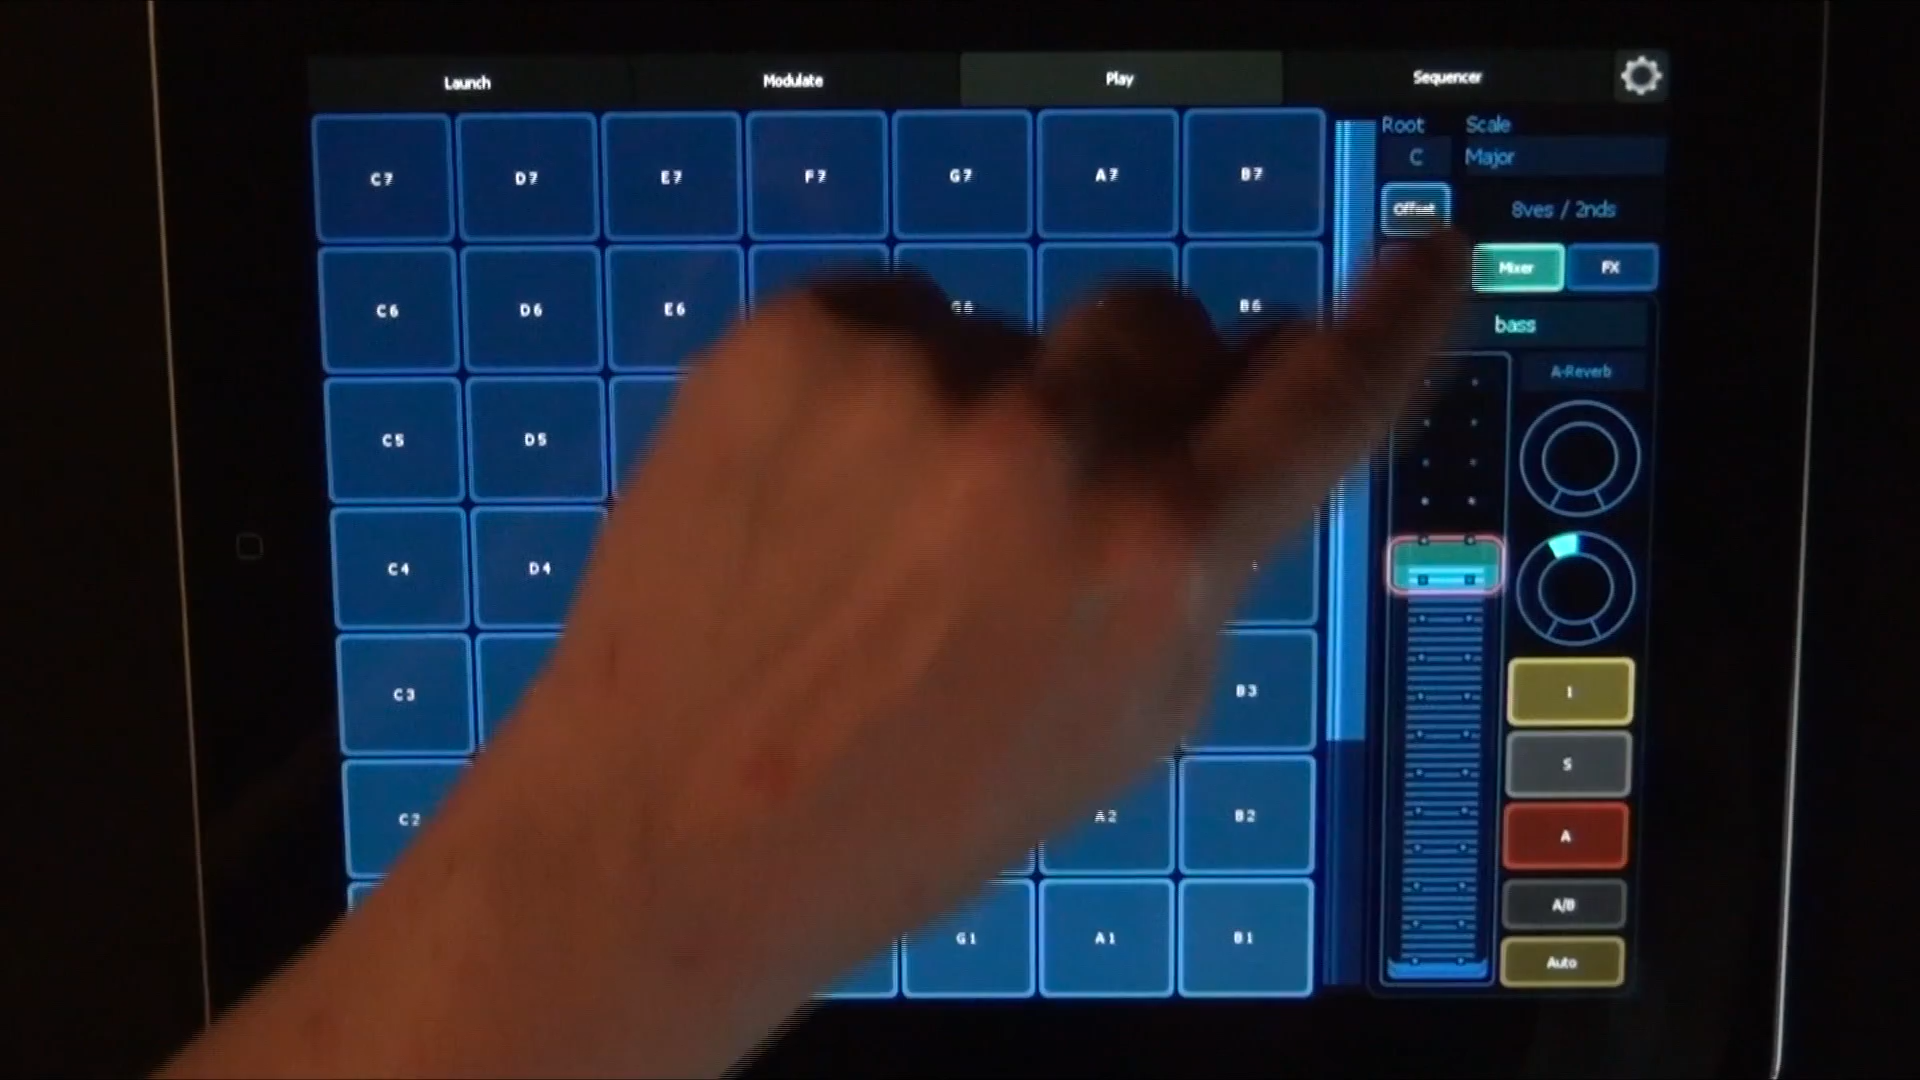 Launch Modulate Play Sequencer
Root Scale
C Major
C7 D7 E7 F7 G7 A7 B7
Offset 8ves / 2nds
Mixer FX
C6 D6 E6 G6 B6
bass
A-Reverb
C5 D5
C4 D4
C3 B3
1
S
C2 A2 B2
A
A/B
G1 A1 B1
Auto